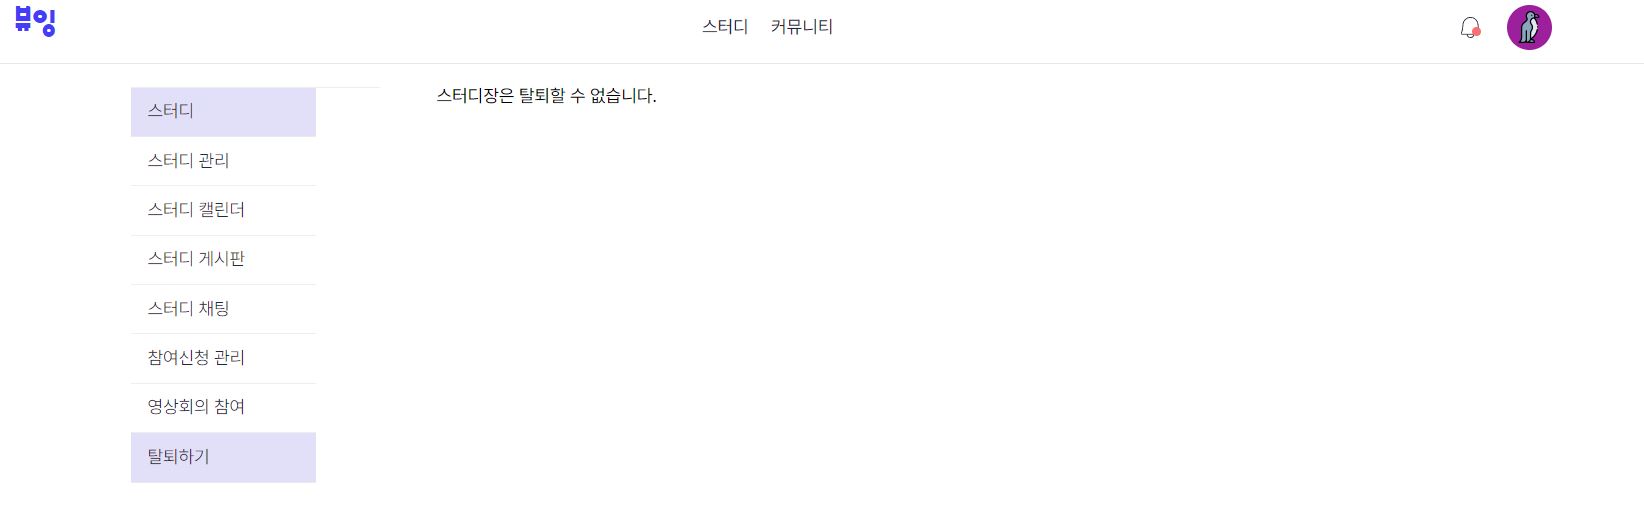 뷰잉
스터디 커뮤니티
스터디
스터디 관리
스터디 캘린더
스터디 게시판
스터디 채팅
참여신청 관리
영상회의 참여
탈퇴하기
스터디장은 탈퇴할 수 없습니다.